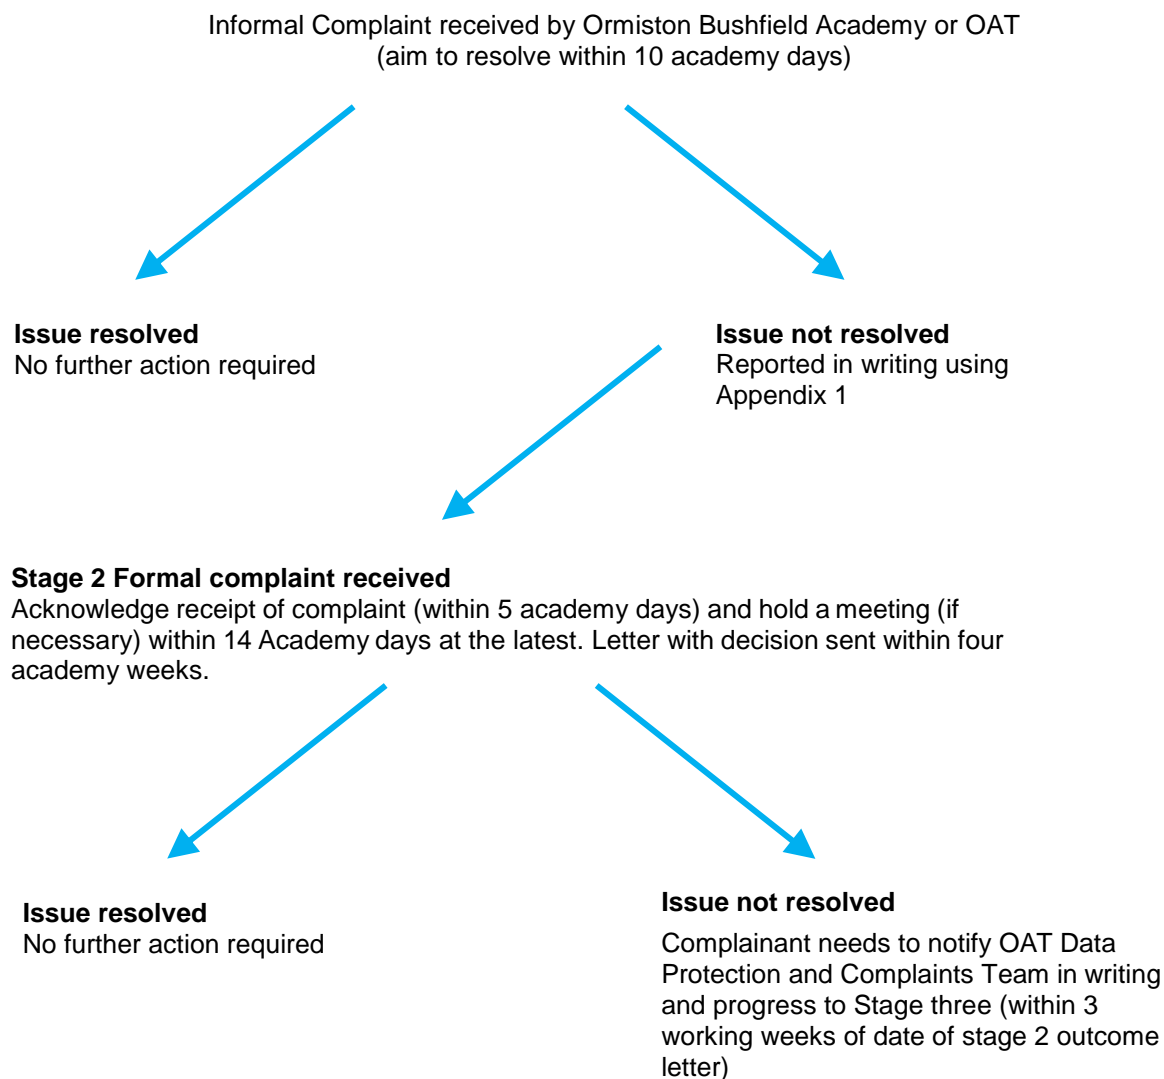 Informal Complaint received by Ormiston Bushfield Academy or OAT
(aim to resolve within 10 academy days)
Issue resolved
No further action required
Issue not resolved
Reported in writing using
Appendix 1
Stage 2 Formal complaint received
Acknowledge receipt of complaint (within 5 academy days) and hold a meeting (if
necessary) within 14 Academy days at the latest. Letter with decision sent within four
academy weeks.
Issue resolved
No further action required
Issue not resolved
Complainant needs to notify OAT Data
Protection and Complaints Team in writing
and progress to Stage three (within 3
working weeks of date of stage 2 outcome
letter)